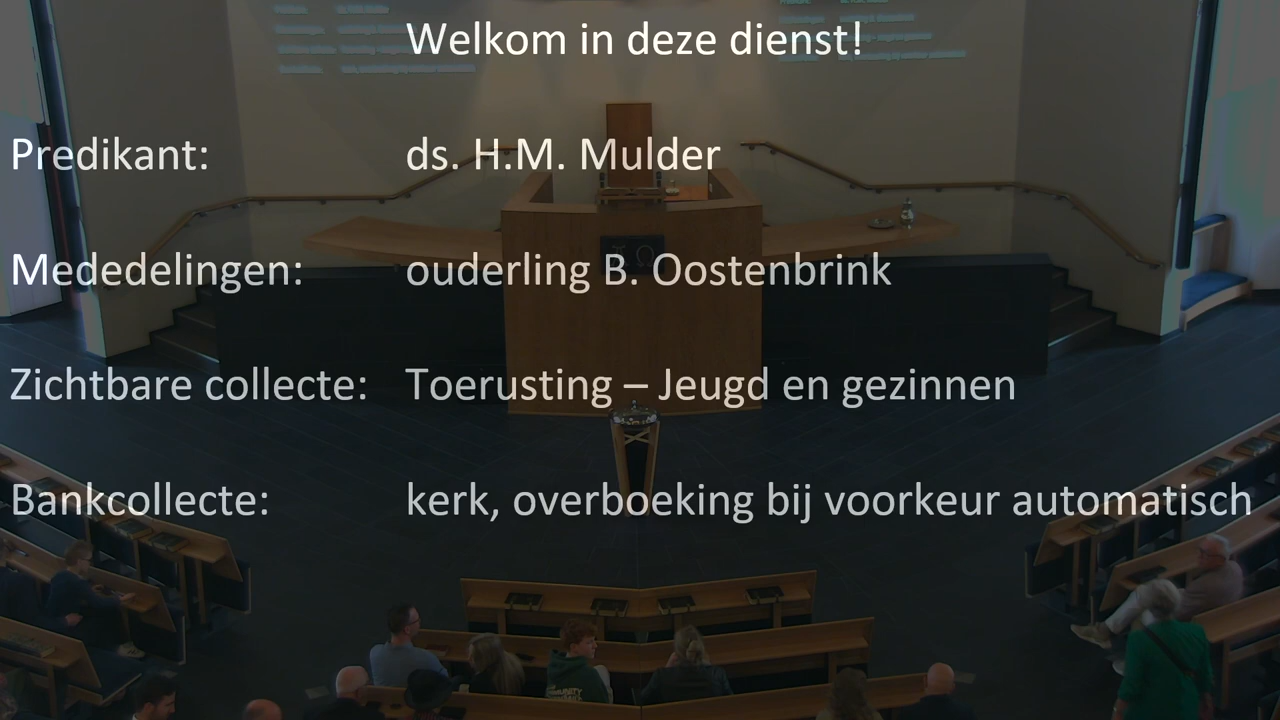 Welkom in deze dienst!
Predikant: ds. H.M. Mulder
Mededelingen: ouderling B. Oostenbrink
Zichtbare collecte: Toerusting – Jeugd en gezinnen
Bankcollecte: kerk, overboeking bij voorkeur automatisch